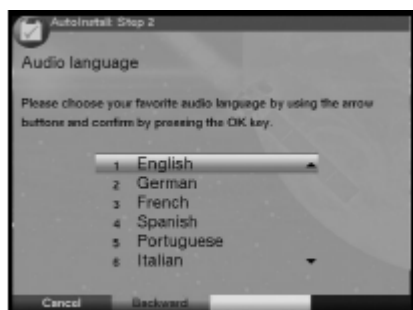 AutoInstall: Step 2
Audio language
Please choose your favorite audio language by using the arrow
buttons and confirm by pressing the OK key.
1 English
2 German
3 French
4 Spanish
5 Portuguese
6 Italian
Cancel Backward